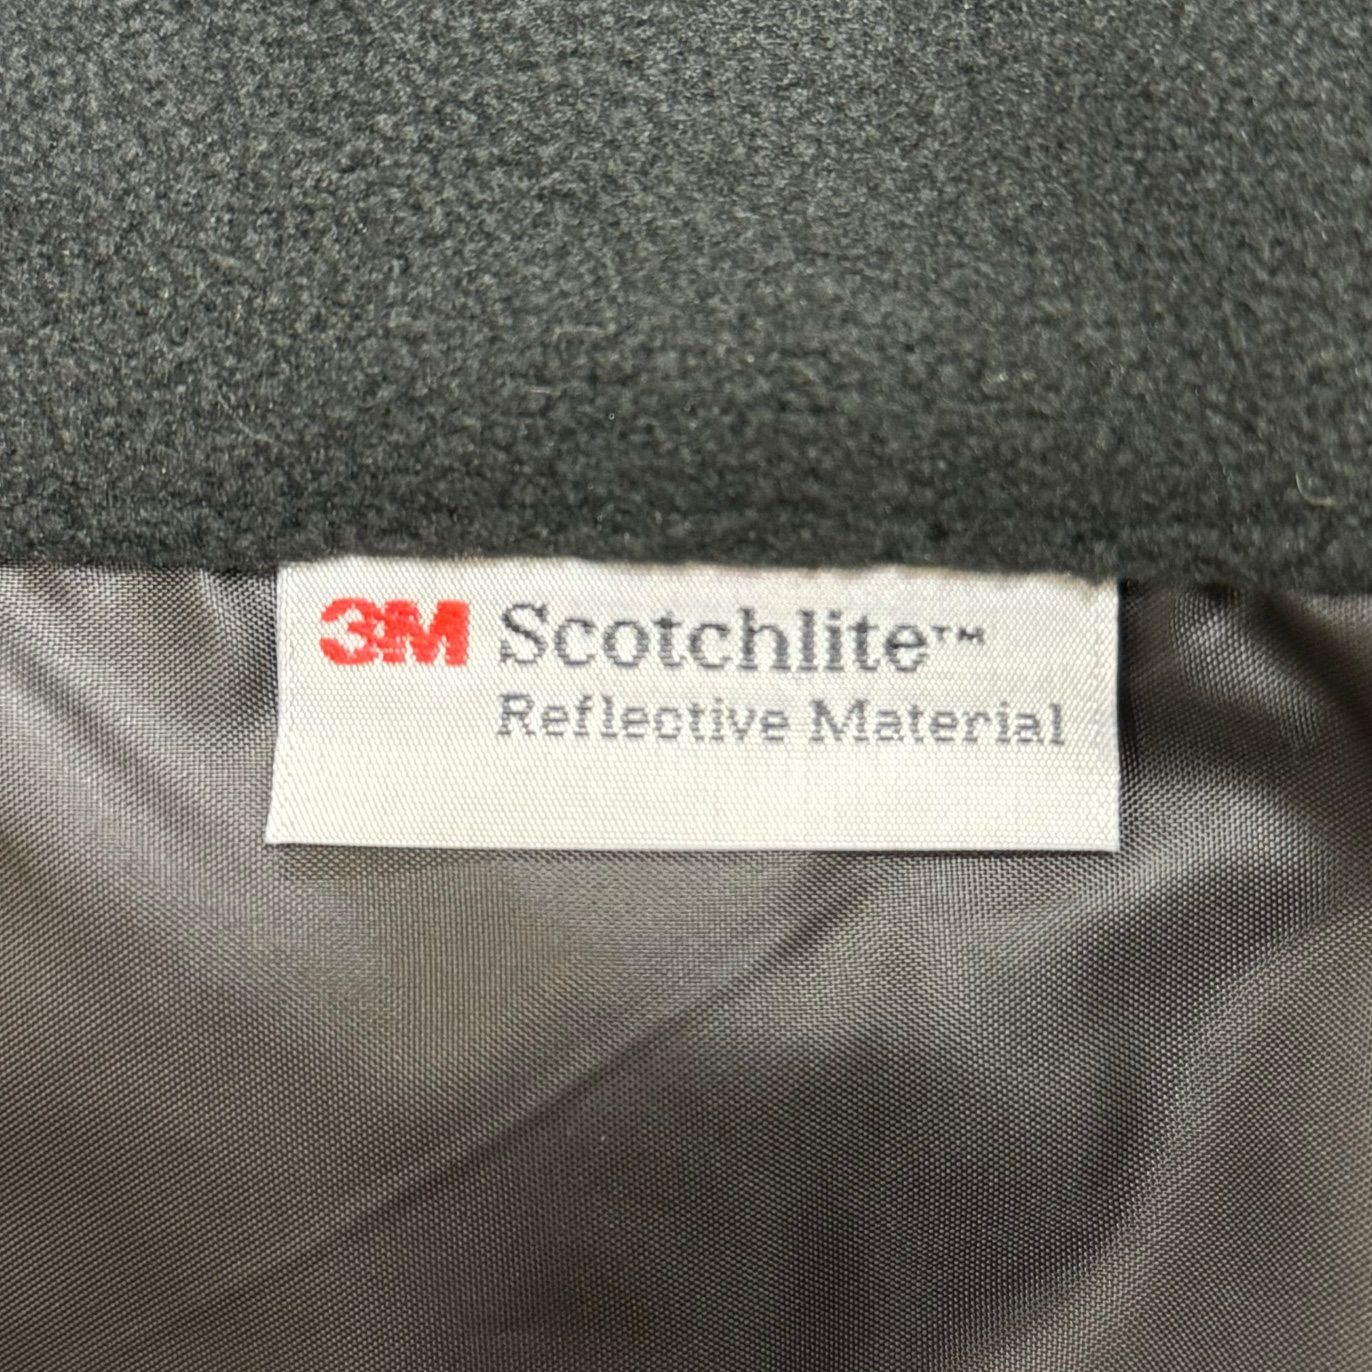 3M Scotchlite™
Reflective Material